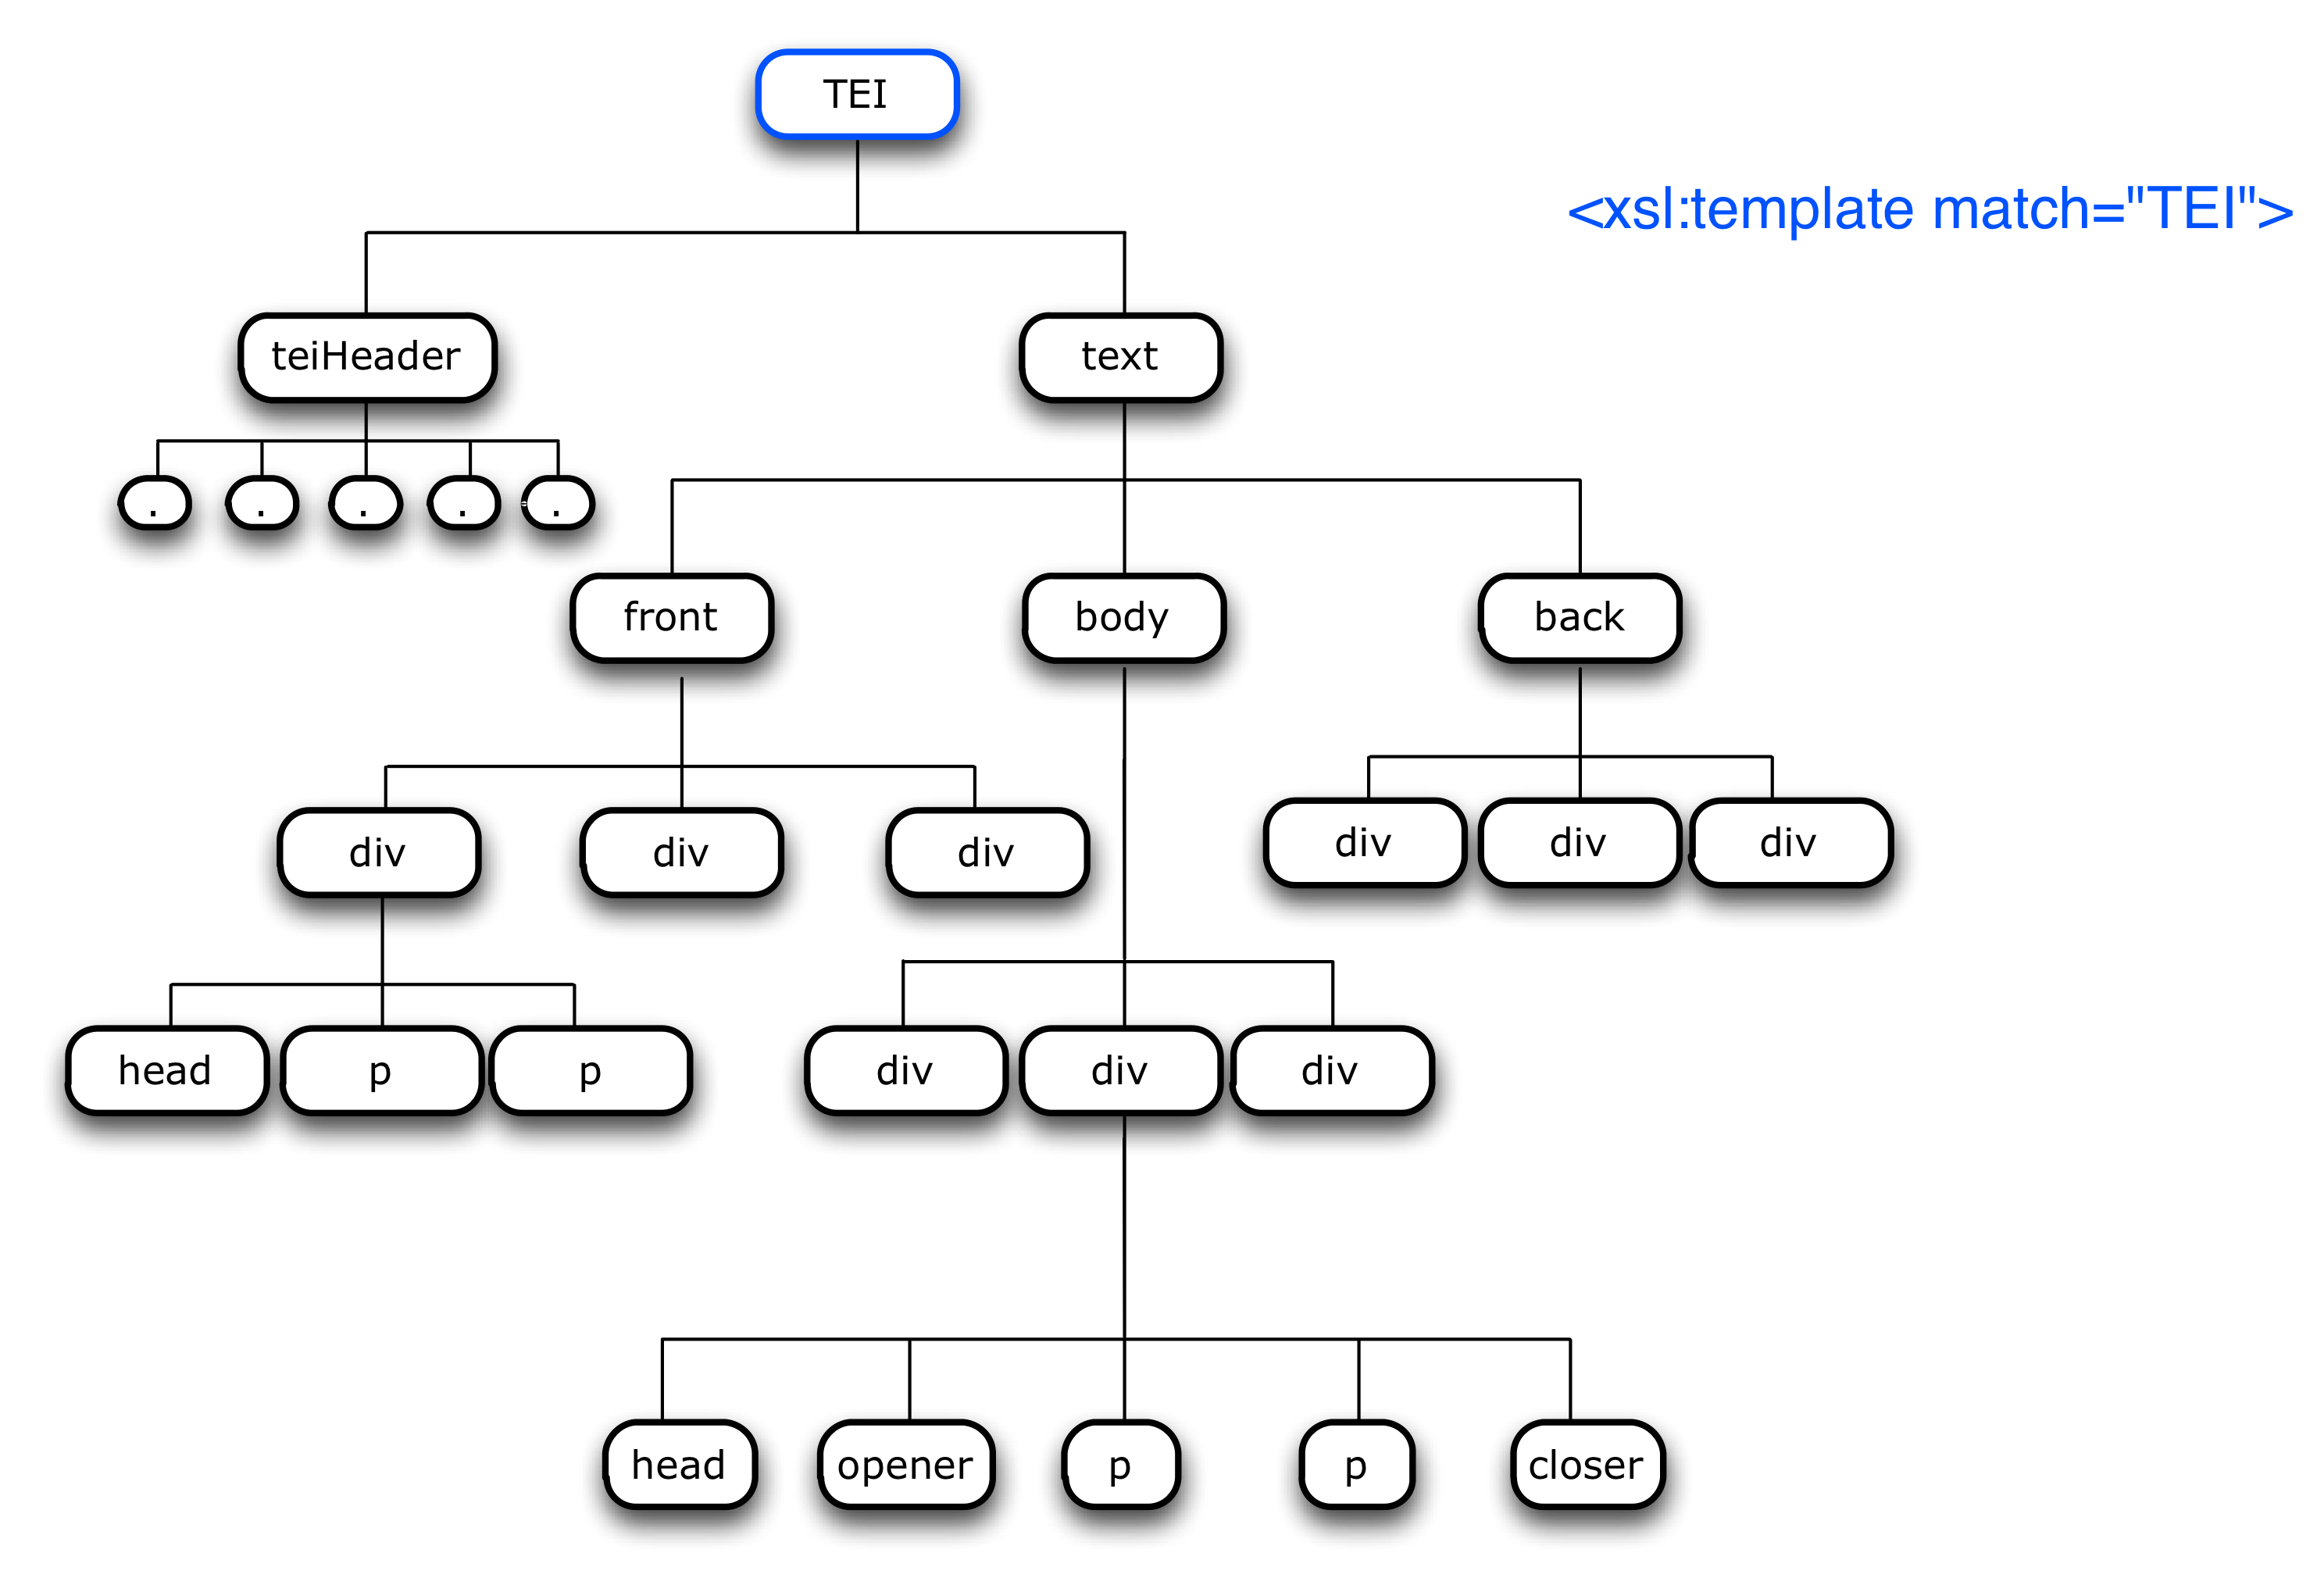 TEI
<xsl:template match="TEI">
teiHeader
text
. . . . .
front
body
back
div
div
div
div
div
div
head
p
p
div
div
div
head
opener
p
p
closer